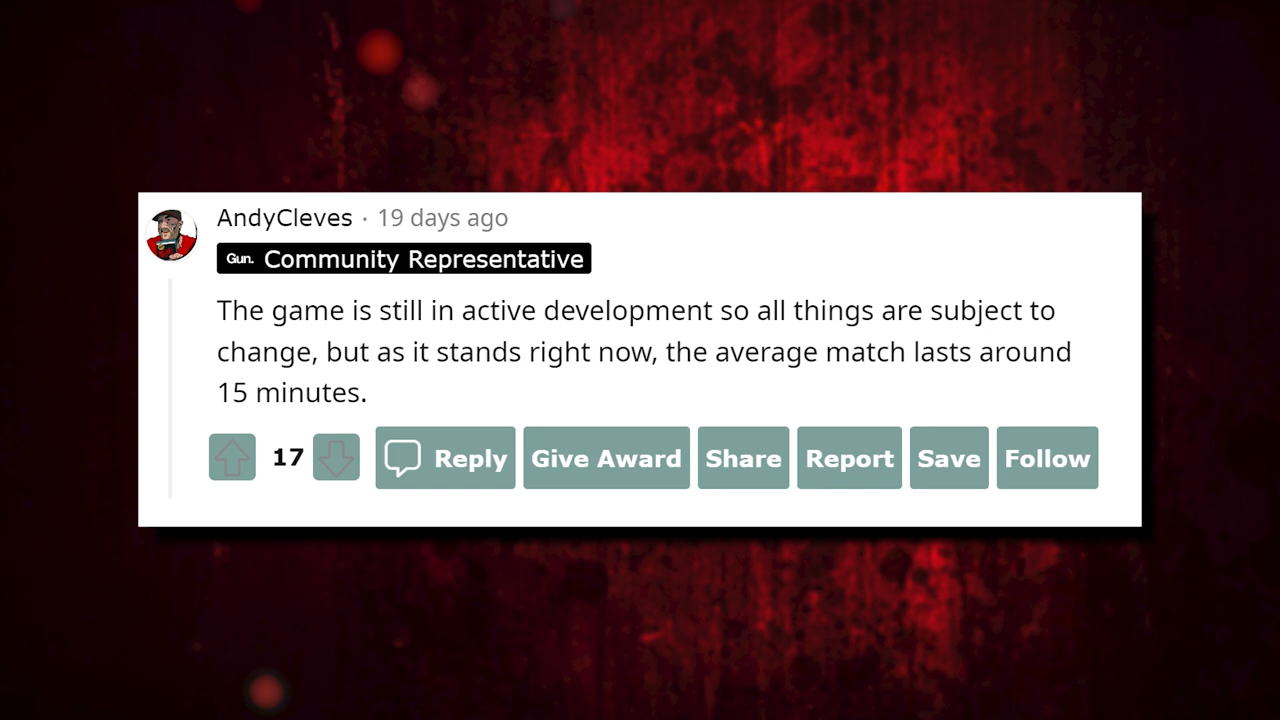 AndyCleves · 19 days ago
Gun. Community Representative
The game is still in active development so all things are subject to
change, but as it stands right now, the average match lasts around
15 minutes.
17 Reply Give Award Share Report Save Follow